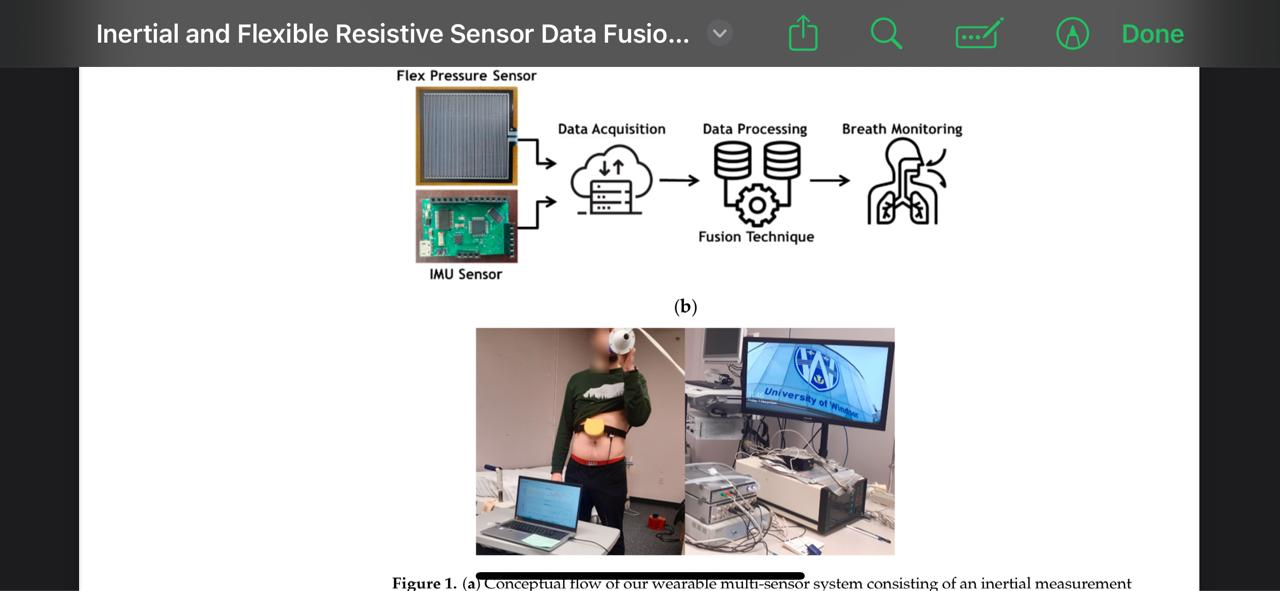 Inertial and Flexible Resistive Sensor Data Fusio...
Done
Flex Pressure Sensor
Data Acquisition
Data Processing
Breath Monitoring
Fusion Technique
IMU Sensor
(b)
University of Windsor
Figure 1. (a) Conceptual flow of our wearable multi-sensor system consisting of an inertial measurement